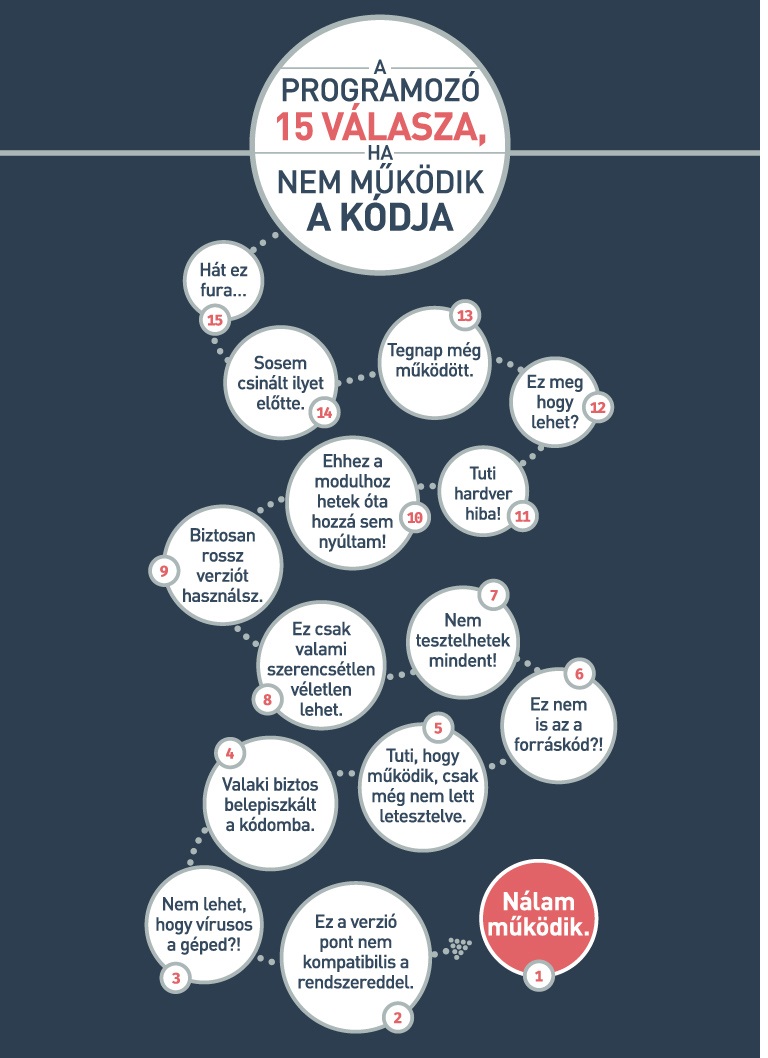 A
PROGRAMOZÓ
15 VÁLASZA,
HA
NEM MŰKÖDIK
A KÓDJA
Hát ez
fura...
15
Sosem
csinált ilyet
előtte.
14
13
Tegnap még
működött.
Ez meg
hogy
lehet?
12
Tuti
hardver
hiba!
11
Ehhez a
modulhoz
hetek óta
hozzá sem
nyúltam!
10
Biztosan
rossz
verziót
használsz.
9
Ez csak
valami
szerencsétlen
véletlen
lehet.
8
7
Nem
tesztelhetek
mindent!
6
Ez nem
is az a
forráskód?!
5
Tuti, hogy
működik, csak
még nem lett
letesztelve.
4
Valaki biztos
belepiszkált
a kódomba.
Nem lehet,
hogy vírusos
a géped?!
3
Ez a verzió
pont nem
kompatibilis a
rendszereddel.
2
Nálam
működik.
1